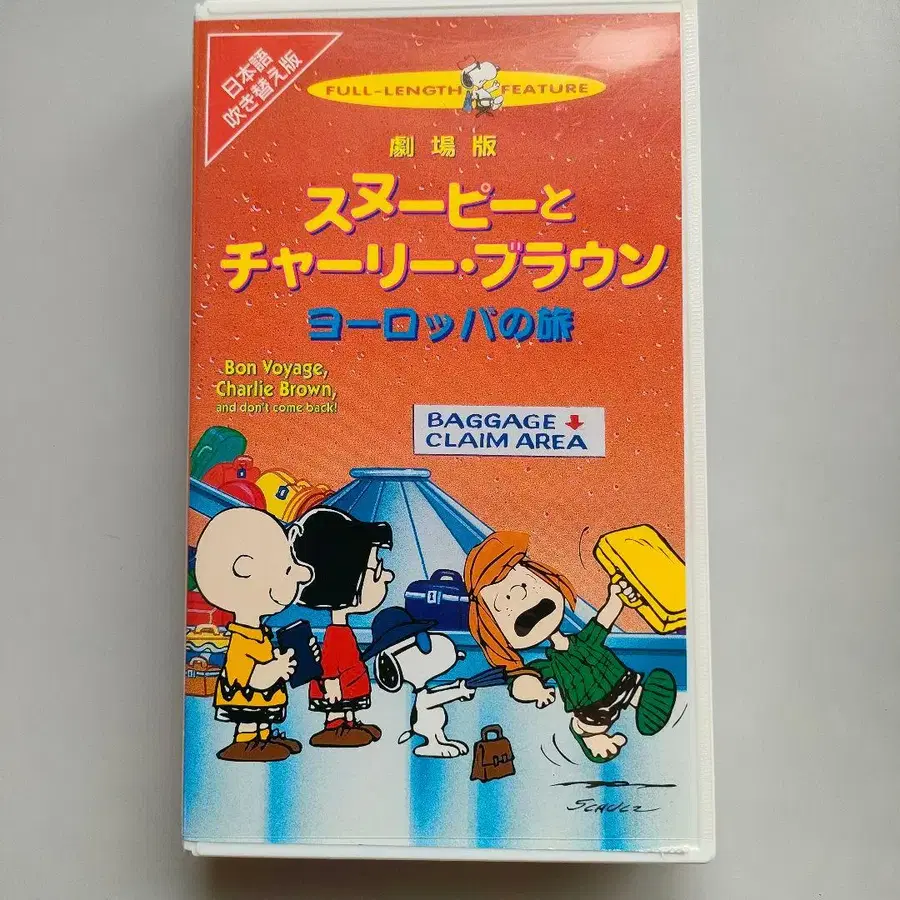 日本語
吹き替え版
FULL-LENGTH FEATURE
劇場版
スヌーピーと
チャーリー・ブラウン
ヨーロッパの旅
Bon Voyage,
Charlie Brown,
and don't come back!
BAGGAGE
CLAIM AREA
SCHULZ